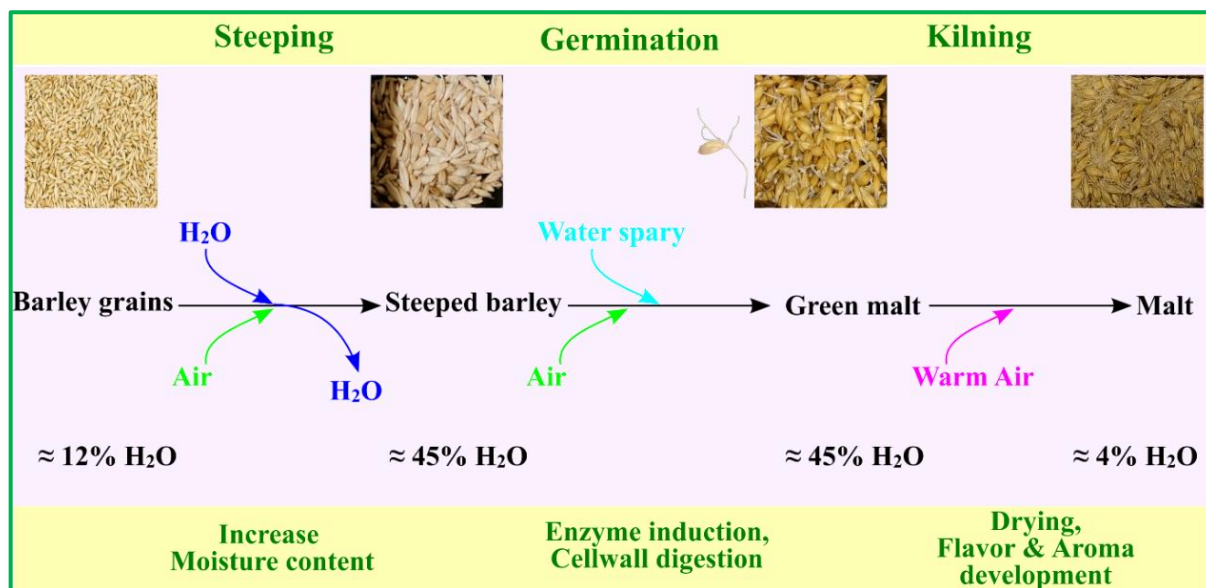 Steeping
Germination
Kilning
H₂O
Water spary
Barley grains
Steeped barley
Green malt
Malt
Air
H₂O
Air
Warm Air
≈ 12% H₂O
≈ 45% H₂O
≈ 45% H₂O
≈ 4% H₂O
Increase
Moisture content
Enzyme induction,
Cellwall digestion
Drying,
Flavor & Aroma
development